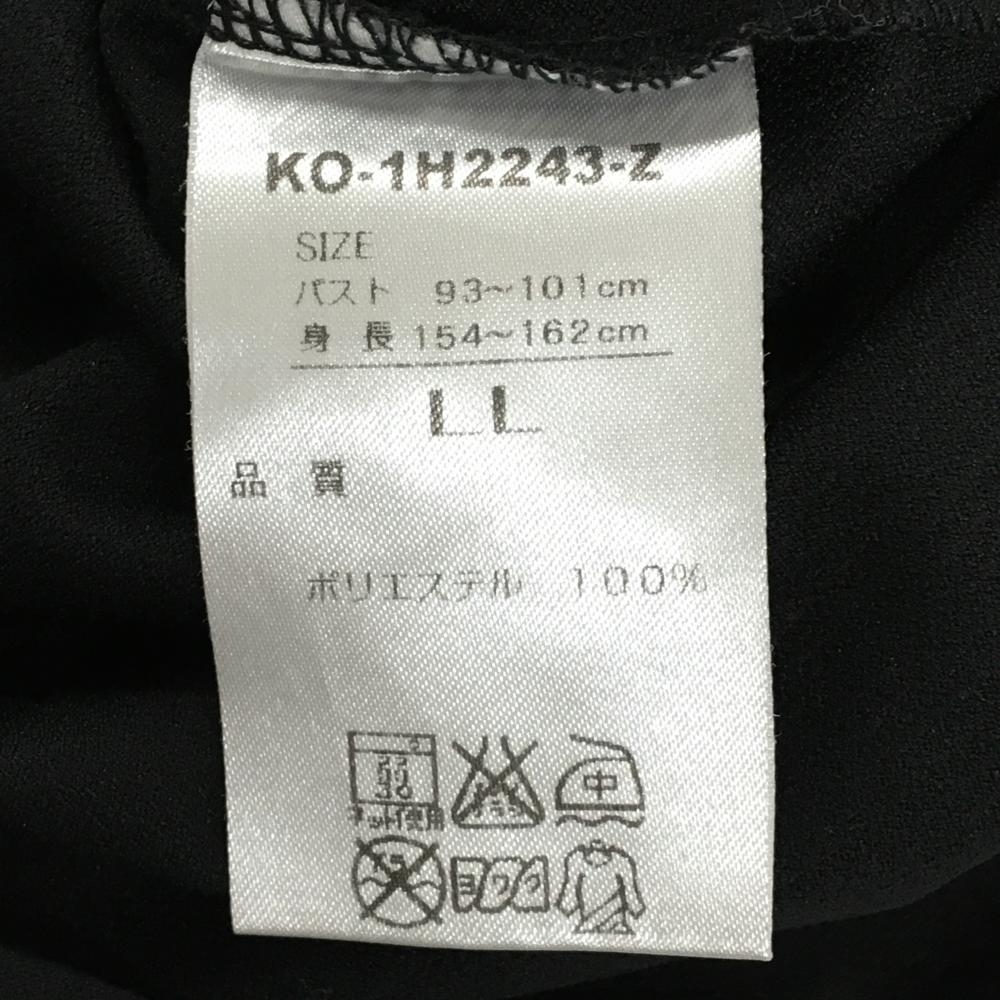 KO-1H2243-Z
SIZE
バスト 93～101cm
身長 154～162cm
LL
品質
ポリエステル 100%
中
ネット使用
ヨワク